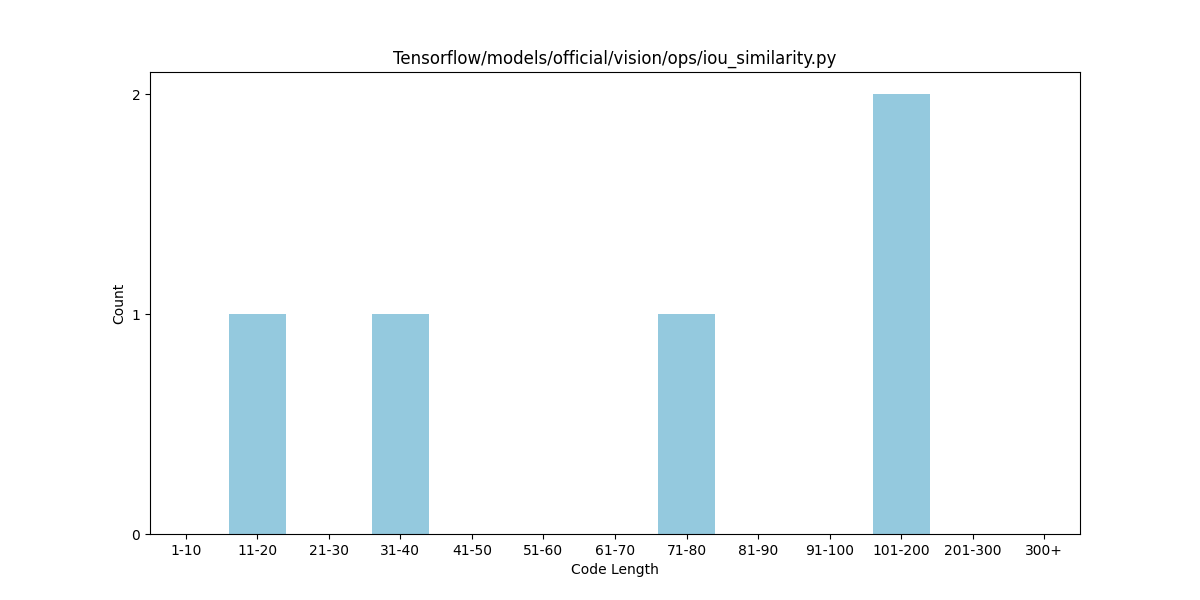 Tensorflow/models/official/vision/ops/iou_similarity.py
2
1
0
Count
1-10 11-20 21-30 31-40 41-50 51-60 61-70 71-80 81-90 91-100 101-200 201-300 300+
Code Length